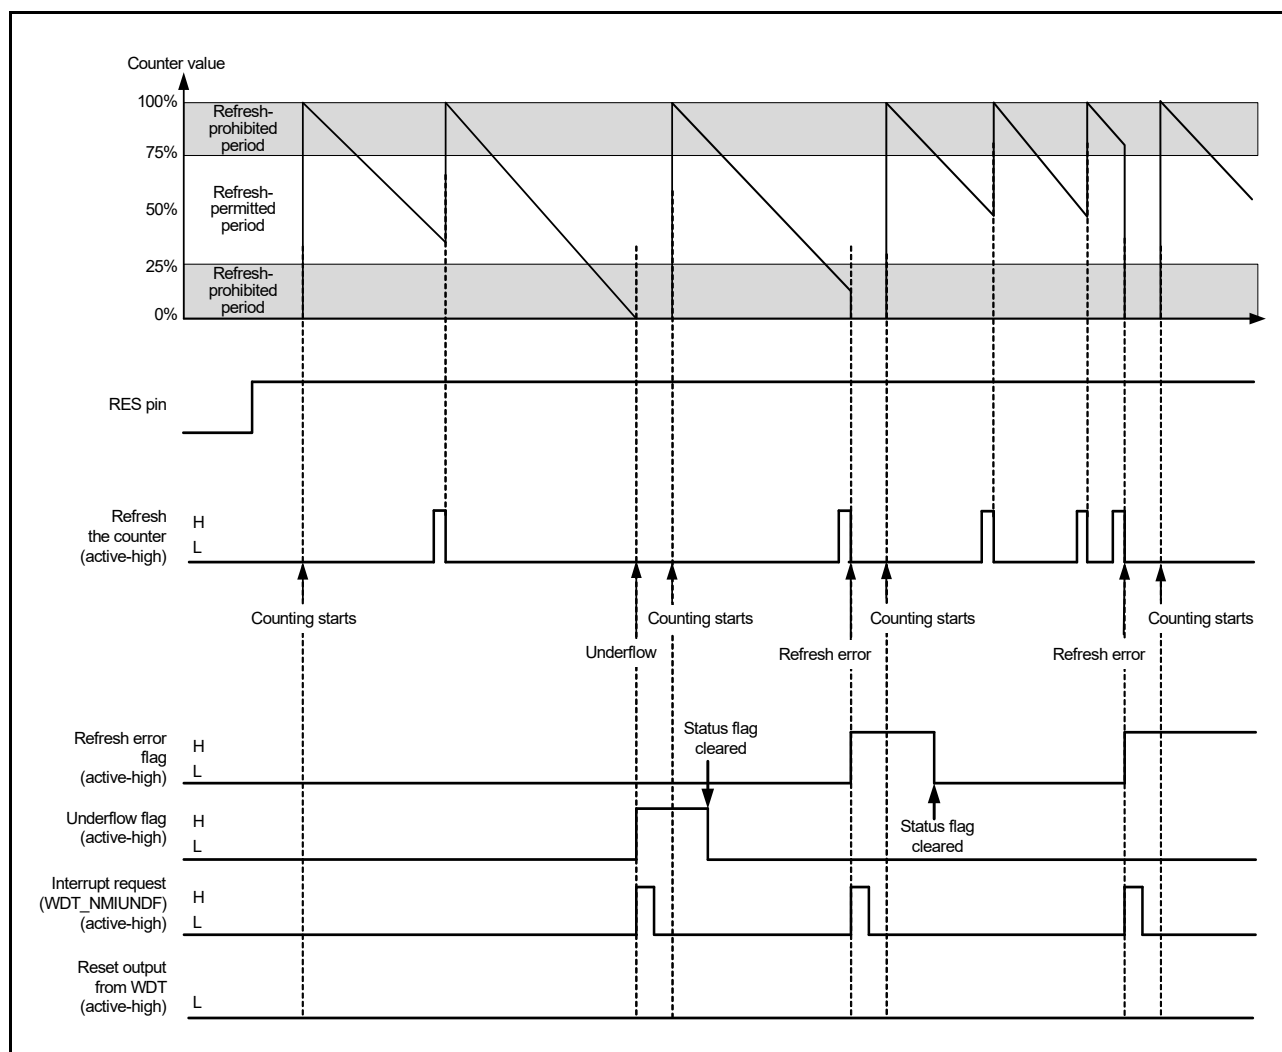 Counter value
100%
Refresh-
prohibited
period
75%
Refresh-
permitted
period
50%
25%
Refresh-
prohibited
period
0%
RES pin
Refresh
the counter
(active-high)
H
L
Counting starts
Counting starts
Counting starts
Counting starts
Underflow
Refresh error
Refresh error
Refresh error
flag
(active-high)
H
L
Status flag
cleared
Underflow flag
(active-high)
H
L
Status flag
cleared
Interrupt request
(WDT_NMIUNDF)
(active-high)
H
L
Reset output
from WDT
(active-high)
L